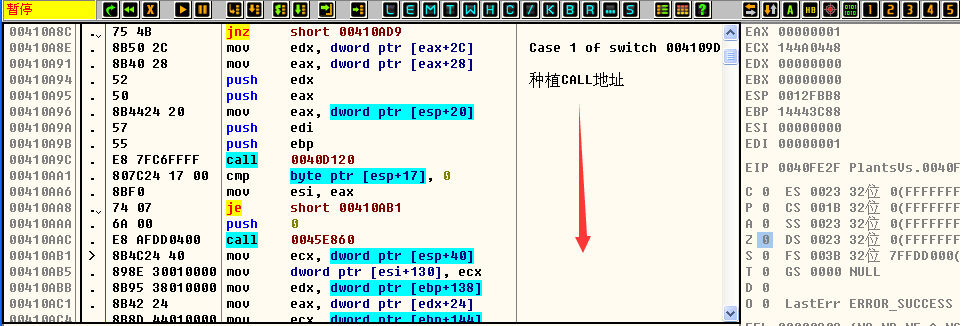 暂停
L E M T W H C / K B R ... S
00410A8C . 75 4B jnz short 00410AD9
00410A8E . 8B50 2C mov edx, dword ptr [eax+2C] Case 1 of switch 004109D
00410A91 . 8B40 28 mov eax, dword ptr [eax+28]
00410A94 . 52 push edx 种植CALL地址
00410A95 . 50 push eax
00410A96 . 8B4424 20 mov eax, dword ptr [esp+20]
00410A9A . 57 push edi
00410A9B . 55 push ebp
00410A9C . E8 7FC6FFFF call 0040D120
00410AA1 . 807C24 17 00 cmp byte ptr [esp+17], 0
00410AA6 . 8BF0 mov esi, eax
00410AA8 . 74 07 je short 00410AB1
00410AAA . 6A 00 push 0
00410AAC . E8 AFDD0400 call 0045E860
00410AB1 > 8B4C24 40 mov ecx, dword ptr [esp+40]
00410AB5 . 898E 30010000 mov dword ptr [esi+130], ecx
00410ABB . 8B95 38010000 mov edx, dword ptr [ebp+138]
00410AC1 . 8B42 24 mov eax, dword ptr [edx+24]
00410AC4 . 8B8D 44010000 mov ecx, dword ptr [ebp+144]
EAX 00000001
ECX 144A0448
EDX 00000000
EBX 00000000
ESP 0012FBB8
EBP 14443C88
ESI 00000000
EDI 00000001
EIP 0040FE2F PlantsVs.0040F
C 0 ES 0023 32位 0(FFFFFFF
P 0 CS 001B 32位 0(FFFFFFF
A 0 SS 0023 32位 0(FFFFFFF
Z 0 DS 0023 32位 0(FFFFFFF
S 0 FS 003B 32位 7FFDD000(
T 0 GS 0000 NULL
D 0
O 0 LastErr ERROR_SUCCESS